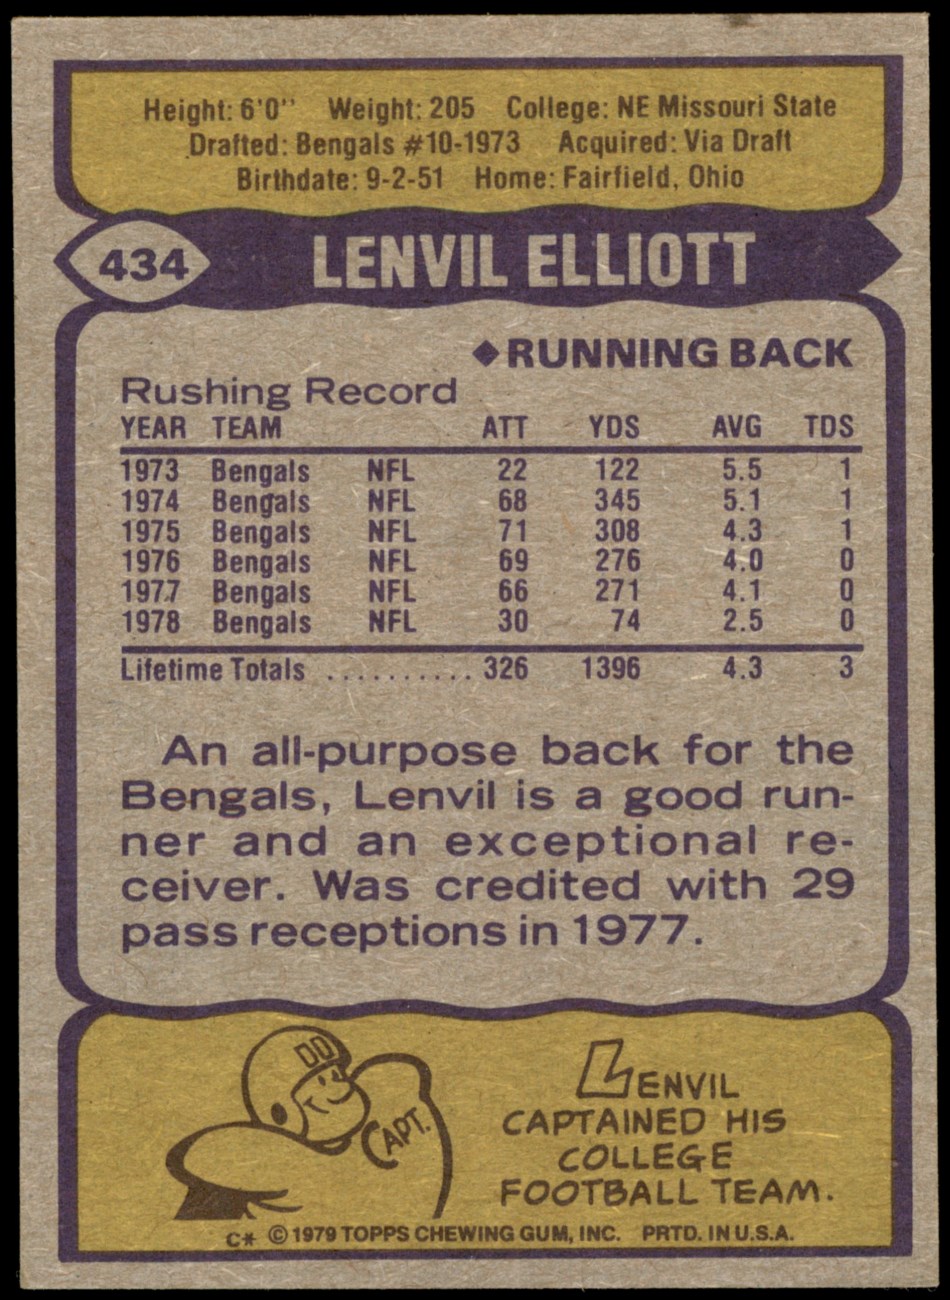 Height: 6'0" Weight: 205 College: NE Missouri State
Drafted: Bengals #10-1973 Acquired: Via Draft
Birthdate: 9-2-51 Home: Fairfield, Ohio
434 LENVIL ELLIOTT
◆RUNNING BACK
Rushing Record
YEAR TEAM ATT YDS AVG TDS
1973 Bengals NFL 22 122 5.5 1
1974 Bengals NFL 68 345 5.1 1
1975 Bengals NFL 71 308 4.3 1
1976 Bengals NFL 69 276 4.0 0
1977 Bengals NFL 66 271 4.1 0
1978 Bengals NFL 30 74 2.5 0
Lifetime Totals .......... 326 1396 4.3 3
An all-purpose back for the
Bengals, Lenvil is a good run-
ner and an exceptional re-
ceiver. Was credited with 29
pass receptions in 1977.
DD
CAPT.
LENVIL
CAPTAINED HIS
COLLEGE
FOOTBALL TEAM.
C* © 1979 TOPPS CHEWING GUM, INC. PRTD. IN U.S.A.